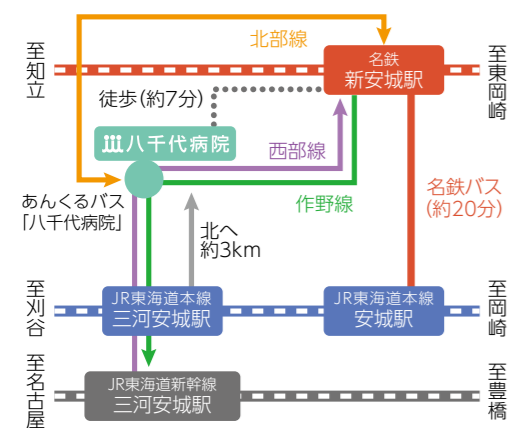 北部線
至知立
名鉄
新安城駅
至東岡崎
徒歩(約7分)
八千代病院
西部線
あんくるバス
「八千代病院」
作野線
名鉄バス
(約20分)
北へ
約3km
至刈谷
JR東海道本線
三河安城駅
JR東海道本線
安城駅
至岡崎
至名古屋
JR東海道新幹線
三河安城駅
至豊橋